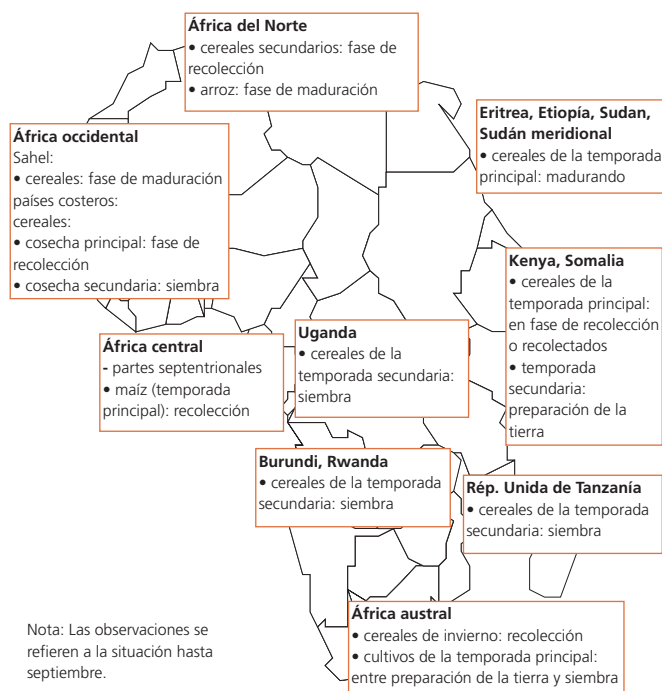 África del Norte
• cereales secundarios: fase de
recolección
• arroz: fase de maduración
Eritrea, Etiopía, Sudan,
Sudán meridional
• cereales de la temporada
principal: madurando
África occidental
Sahel:
• cereales: fase de maduración
países costeros:
cereales:
• cosecha principal: fase de
recolección
• cosecha secundaria: siembra
Kenya, Somalia
• cereales de la
temporada principal:
en fase de recolección
o recolectados
• temporada
secundaria:
preparación de la
tierra
Uganda
• cereales de la
temporada secundaria:
siembra
África central
- partes septentrionales
• maíz (temporada
principal): recolección
Burundi, Rwanda
• cereales de la temporada
secundaria: siembra
Rép. Unida de Tanzanía
• cereales de la temporada
secundaria: siembra
África austral
• cereales de invierno: recolección
• cultivos de la temporada principal:
entre preparación de la tierra y siembra
Nota: Las observaciones se
refieren a la situación hasta
septiembre.